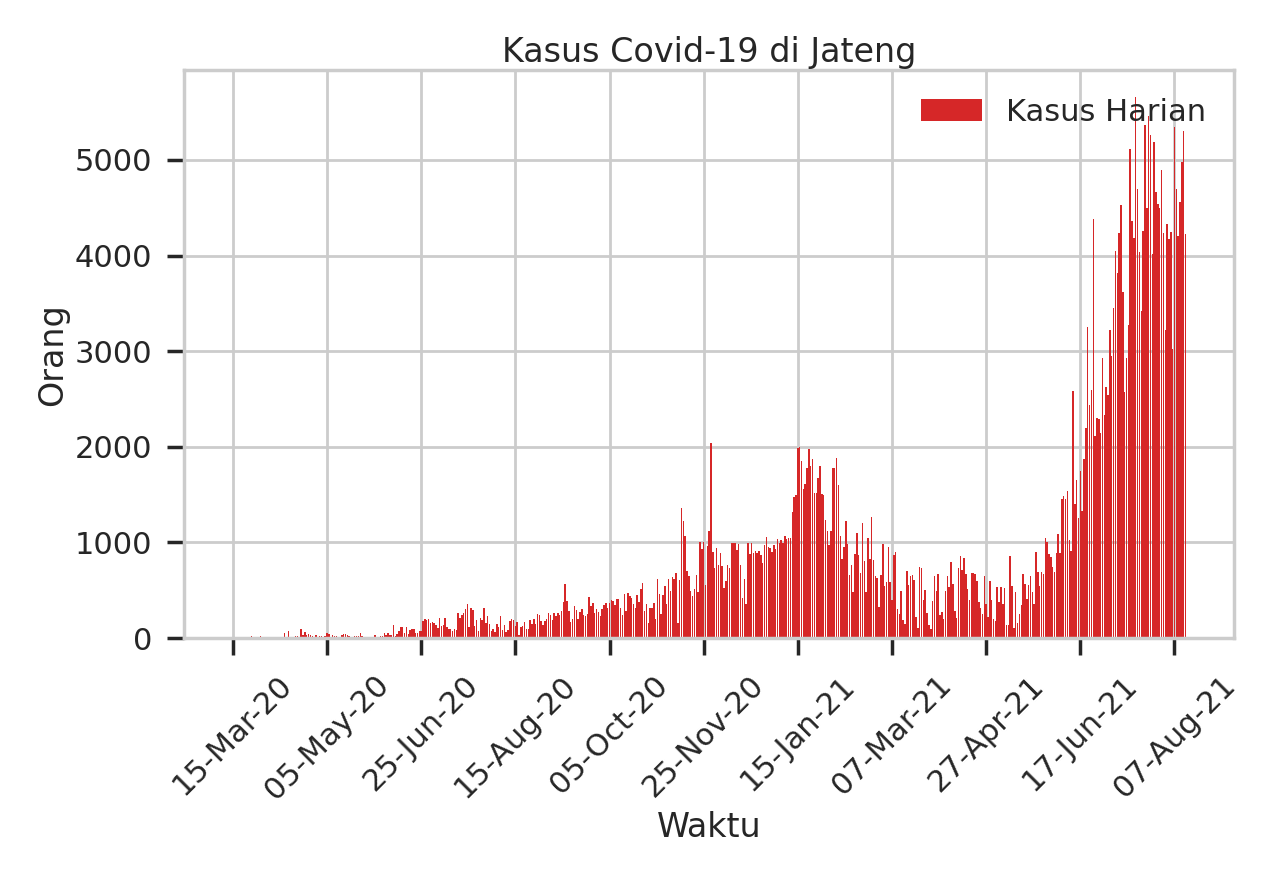 Kasus Covid-19 di Jateng
Kasus Harian
Orang
5000
4000
3000
2000
1000
0
15-Mar-20
05-May-20
25-Jun-20
15-Aug-20
05-Oct-20
25-Nov-20
15-Jan-21
07-Mar-21
27-Apr-21
17-Jun-21
07-Aug-21
Waktu